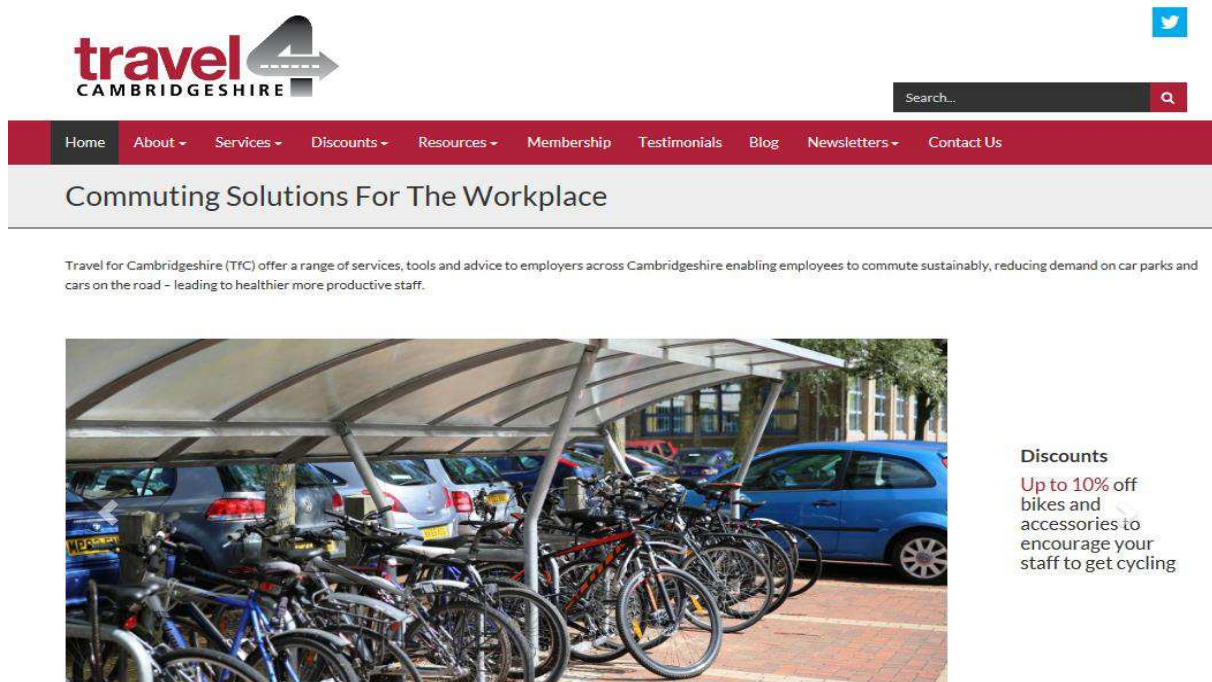 travel4
CAMBRIDGESHIRE
Search...
Home About Services Discounts Resources Membership Testimonials Blog Newsletters Contact Us
Commuting Solutions For The Workplace
Travel for Cambridgeshire (TfC) offer a range of services, tools and advice to employers across Cambridgeshire enabling employees to commute sustainably, reducing demand on car parks and
cars on the road – leading to healthier more productive staff.
Discounts
Up to 10% off
bikes and
accessories to
encourage your
staff to get cycling